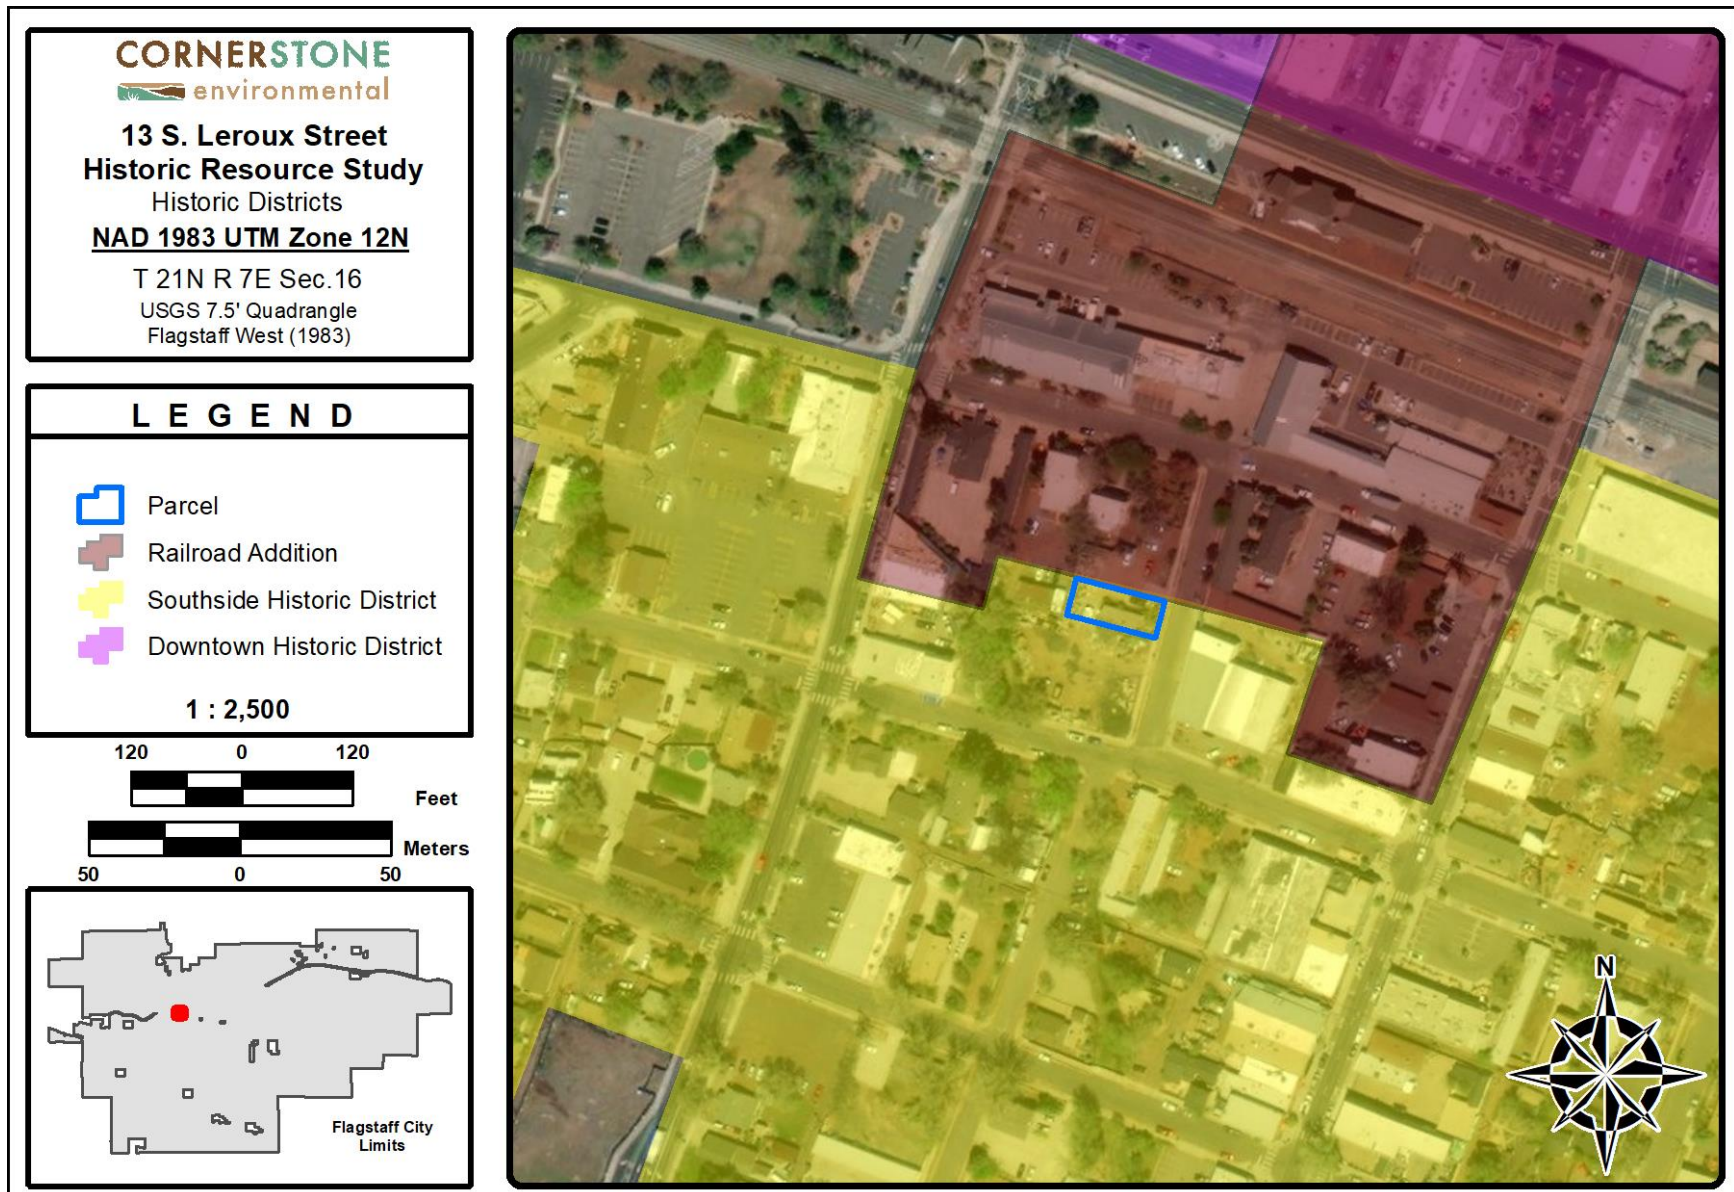 CORNERSTONE
environmental
13 S. Leroux Street
Historic Resource Study
Historic Districts
NAD 1983 UTM Zone 12N
T 21N R 7E Sec.16
USGS 7.5' Quadrangle
Flagstaff West (1983)
LEGEND
Parcel
Railroad Addition
Southside Historic District
Downtown Historic District
1 : 2,500
120 0 120
Feet
Meters
50 0 50
Flagstaff City
Limits
N